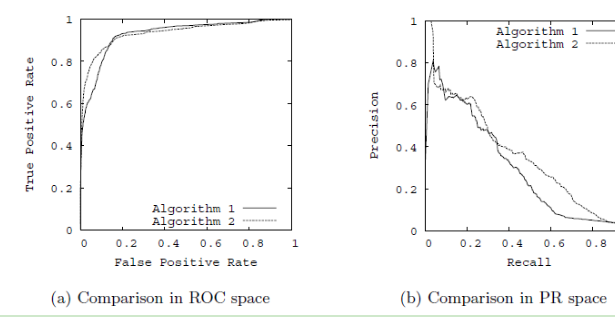 True Positive Rate
1
0.8
0.6
0.4
0.2
0
Algorithm 1
Algorithm 2
0 0.2 0.4 0.6 0.8 1
False Positive Rate
(a) Comparison in ROC space
Precision
1
0.8
0.6
0.4
0.2
0
Algorithm 1
Algorithm 2
0 0.2 0.4 0.6 0.8
Recall
(b) Comparison in PR space